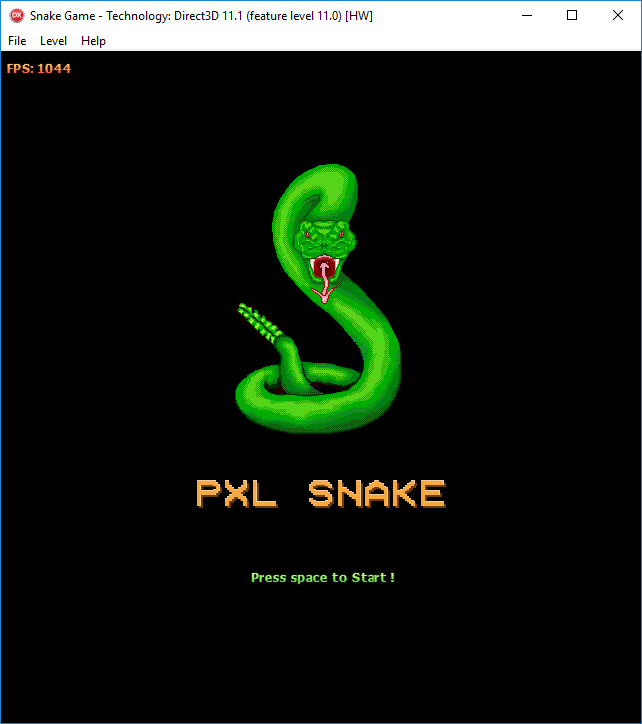 Snake Game - Technology: Direct3D 11.1 (feature level 11.0) [HW]
File Level Help
FPS: 1044
PXL SNAKE
Press space to Start !